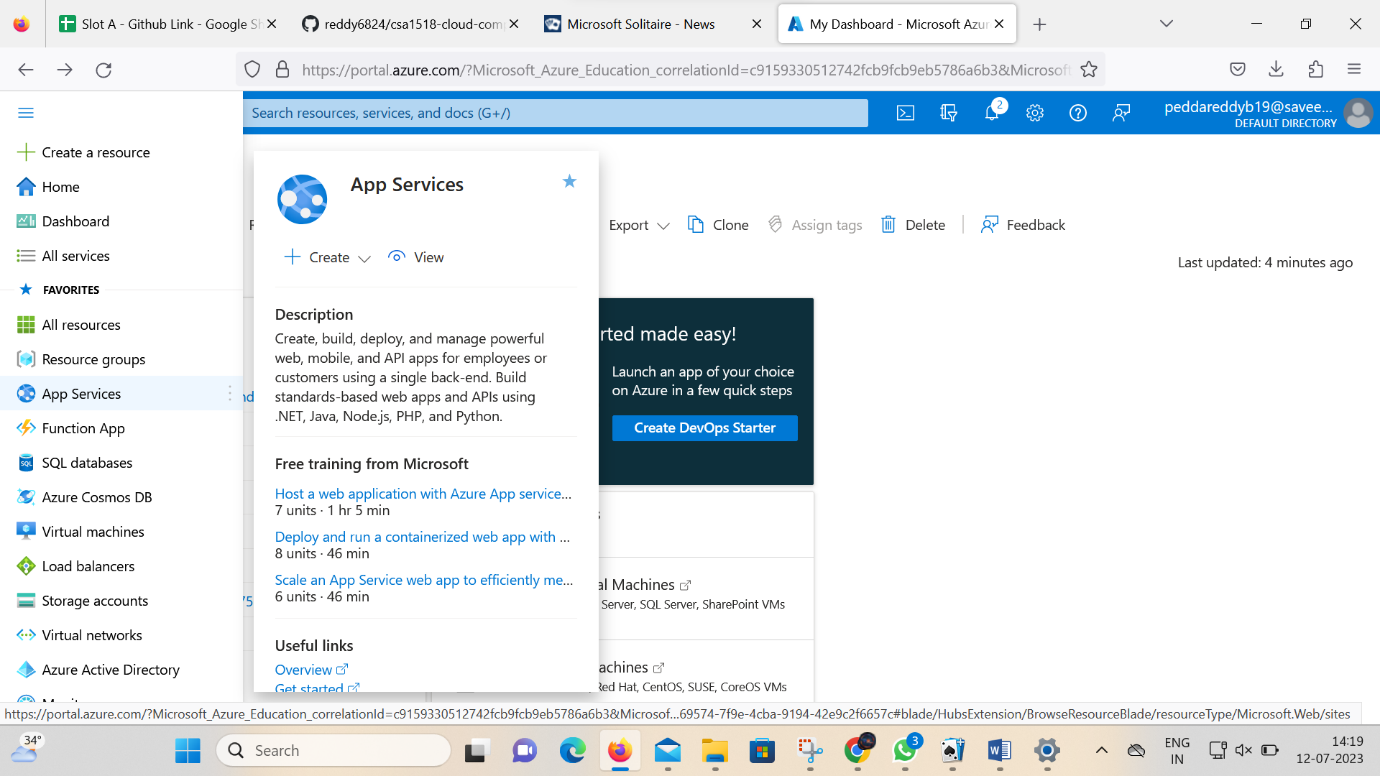 Slot A - Github Link - Google Sh
reddy6824/csa1518-cloud-com
Microsoft Solitaire - News
My Dashboard - Microsoft Azur
https://portal.azure.com/?Microsoft_Azure_Education_correlationId=c9159330512742fcb9fcb9eb5786a6b3&Microsoft
Search resources, services, and docs (G+/)
2
peddareddyb19@savee...
DEFAULT DIRECTORY
Create a resource
Home
Dashboard
All services
FAVORITES
All resources
Resource groups
App Services
Function App
SQL databases
Azure Cosmos DB
Virtual machines
Load balancers
Storage accounts
Virtual networks
Azure Active Directory
App Services
Create
View
Description
Create, build, deploy, and manage powerful
web, mobile, and API apps for employees or
customers using a single back-end. Build
standards-based web apps and APIs using
.NET, Java, Node.js, PHP, and Python.
Free training from Microsoft
Host a web application with Azure App service...
7 units · 1 hr 5 min
Deploy and run a containerized web app with ...
8 units · 46 min
Scale an App Service web app to efficiently me...
6 units · 46 min
Useful links
Overview
Get started
Export
Clone
Assign tags
Delete
Feedback
Last updated: 4 minutes ago
rted made easy!
Launch an app of your choice
on Azure in a few quick steps
Create DevOps Starter
al Machines
Server, SQL Server, SharePoint VMs
achines
Red Hat, CentOS, SUSE, CoreOS VMs
https://portal.azure.com/?Microsoft_Azure_Education_correlationId=c9159330512742fcb9fcb9eb5786a6b3&Microsof...69574-7f9e-4cba-9194-42e9c2f6657c#blade/HubsExtension/BrowseResourceBlade/resourceType/Microsoft.Web/sites
34°
Search
3
ENG
IN
14:19
12-07-2023